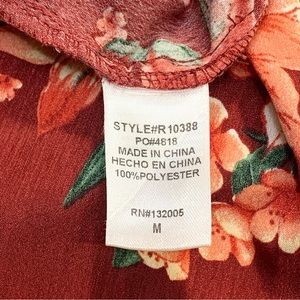 STYLE#R10388
PO#4818
MADE IN CHINA
HECHO EN CHINA
100%POLYESTER
RN#132005
M